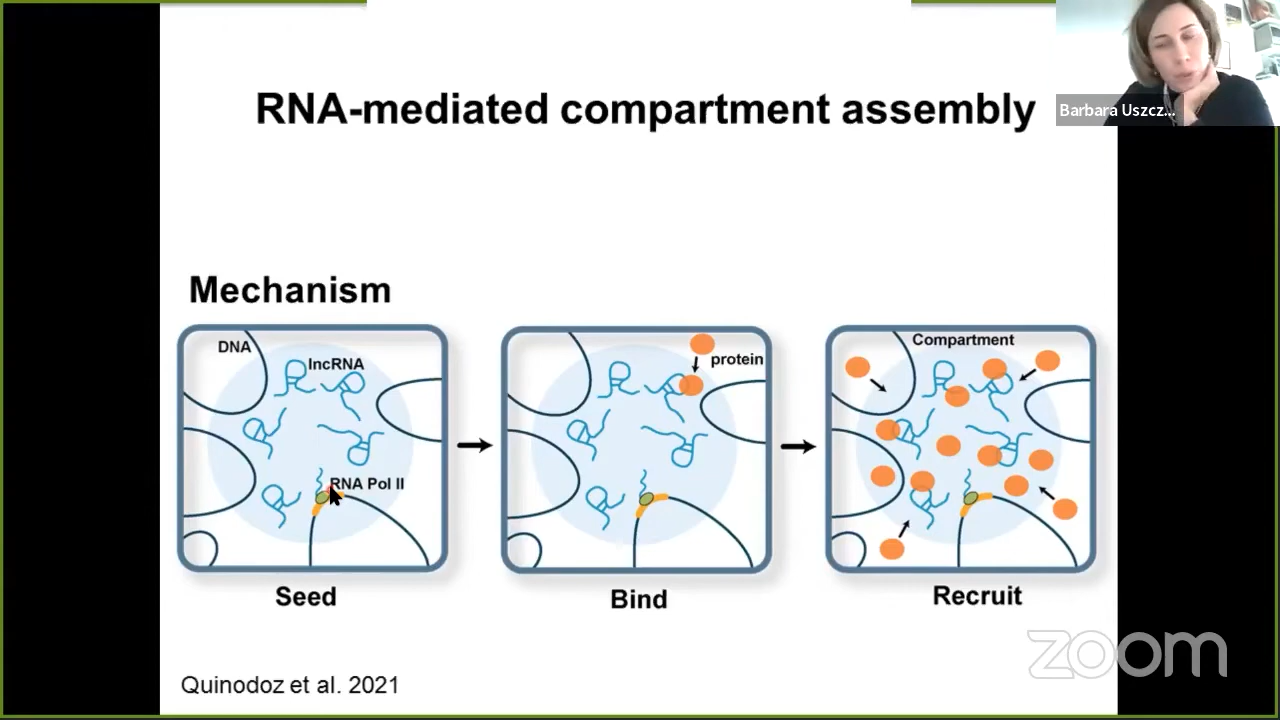 RNA-mediated compartment assembly
Barbara Uszcz...
Mechanism
DNA
lncRNA
RNA Pol II
Seed
protein
Bind
Compartment
Recruit
Quinodoz et al. 2021
zoom